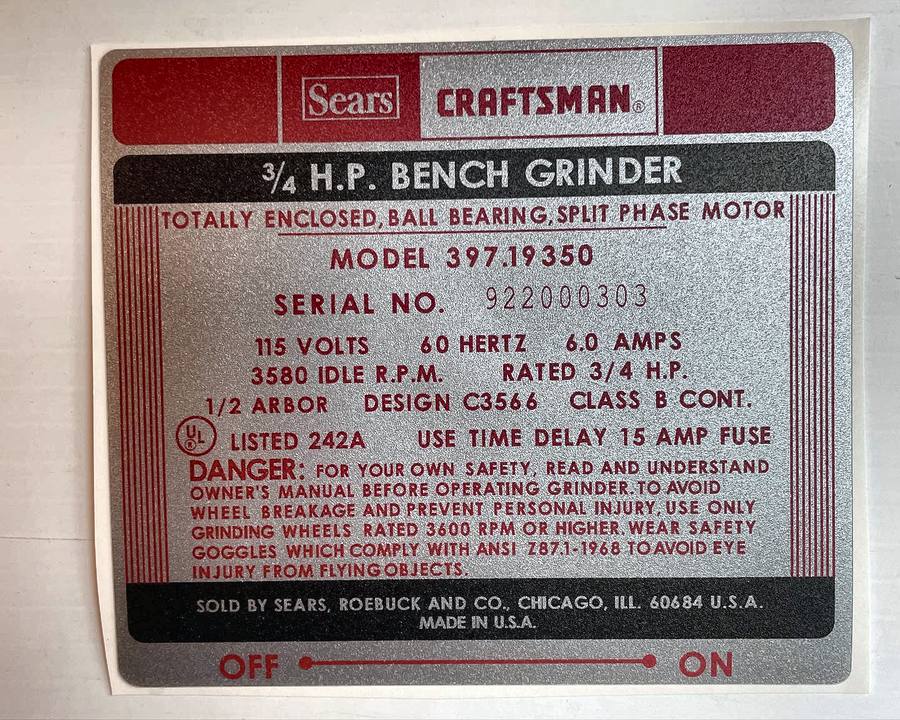 Sears CRAFTSMAN®
3/4 H.P. BENCH GRINDER
TOTALLY ENCLOSED, BALL BEARING, SPLIT PHASE MOTOR
MODEL 397.19350
SERIAL NO. 922000303
115 VOLTS 60 HERTZ 6.0 AMPS
3580 IDLE R.P.M. RATED 3/4 H.P.
1/2 ARBOR DESIGN C3566 CLASS B CONT.
UL ® LISTED 242A USE TIME DELAY 15 AMP FUSE
DANGER: FOR YOUR OWN SAFETY, READ AND UNDERSTAND
OWNER'S MANUAL BEFORE OPERATING GRINDER. TO AVOID
WHEEL BREAKAGE AND PREVENT PERSONAL INJURY, USE ONLY
GRINDING WHEELS RATED 3600 RPM OR HIGHER. WEAR SAFETY
GOGGLES WHICH COMPLY WITH ANSI Z87.1-1968 TO AVOID EYE
INJURY FROM FLYING OBJECTS.
SOLD BY SEARS, ROEBUCK AND CO., CHICAGO, ILL. 60684 U.S.A.
MADE IN U.S.A.
OFF ON